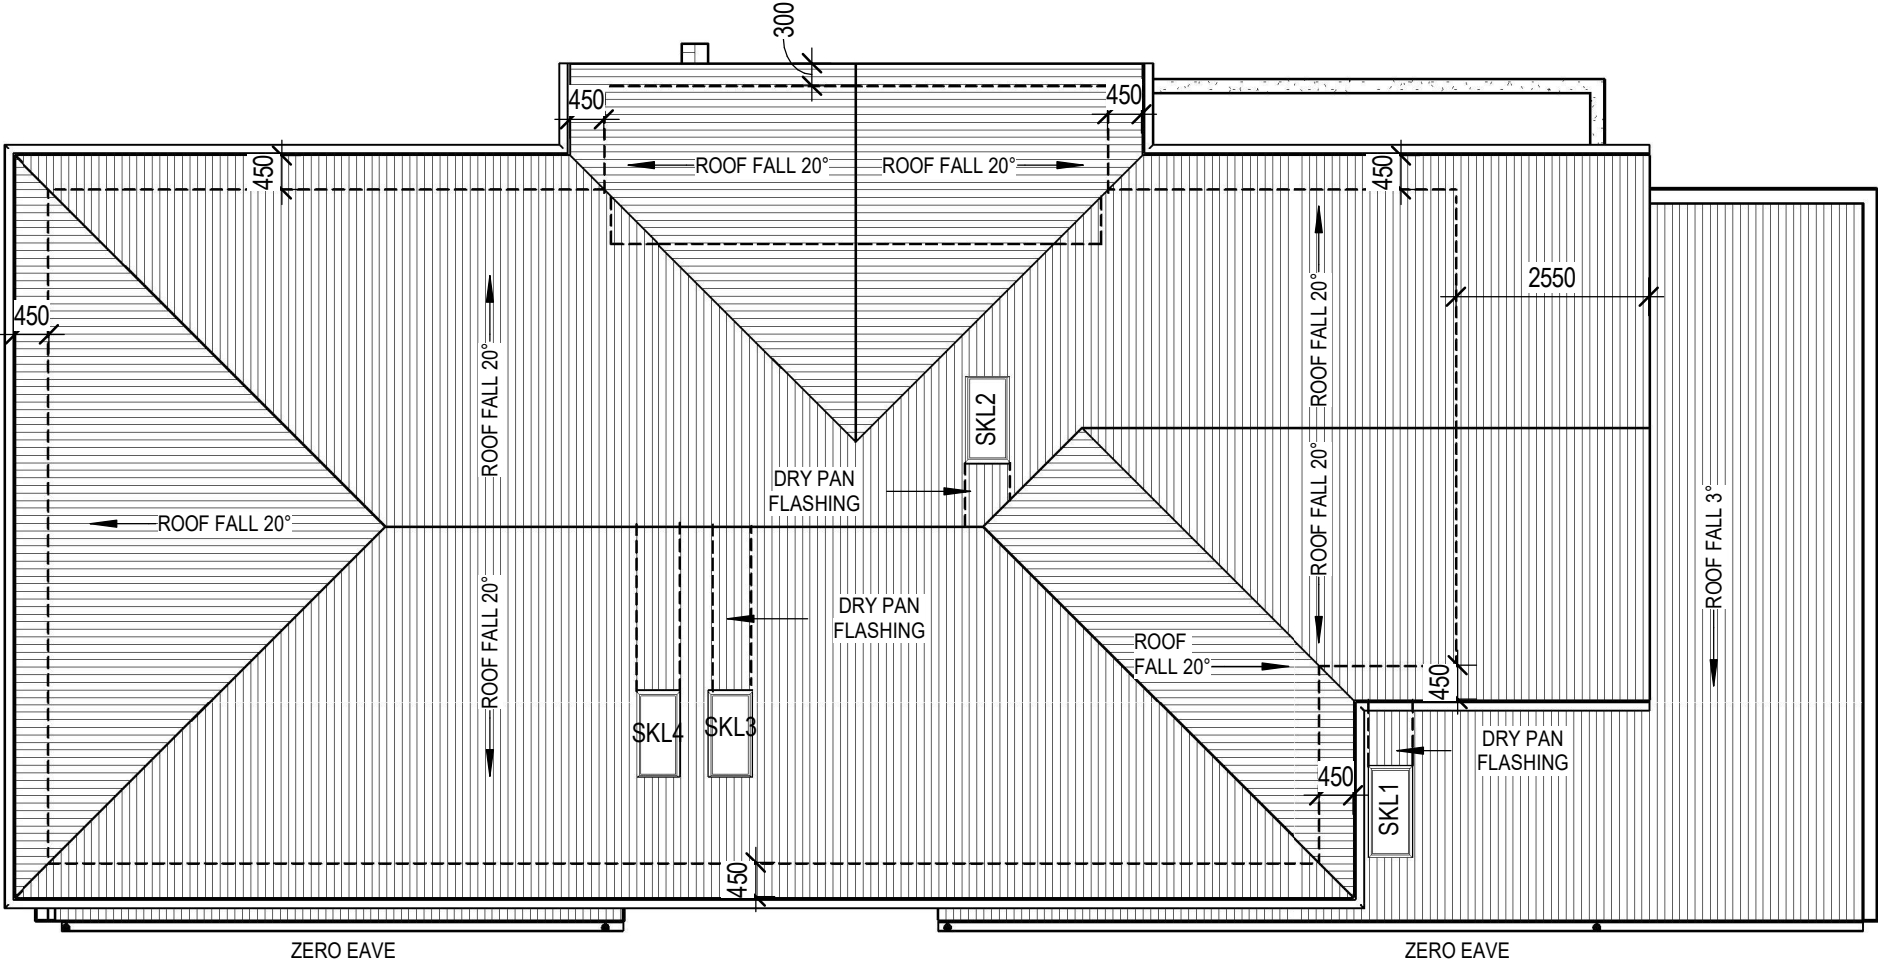 300
450
450
ROOF FALL 20°
ROOF FALL 20°
450
450
2550
450
ROOF FALL 20°
ROOF FALL 20°
SKL2
DRY PAN
FLASHING
ROOF FALL 20°
ROOF FALL 20°
ROOF FALL 3°
DRY PAN
FLASHING
ROOF FALL 20°
ROOF
FALL 20°
450
SKL4
SKL3
DRY PAN
FLASHING
450
SKL1
450
ZERO EAVE
ZERO EAVE